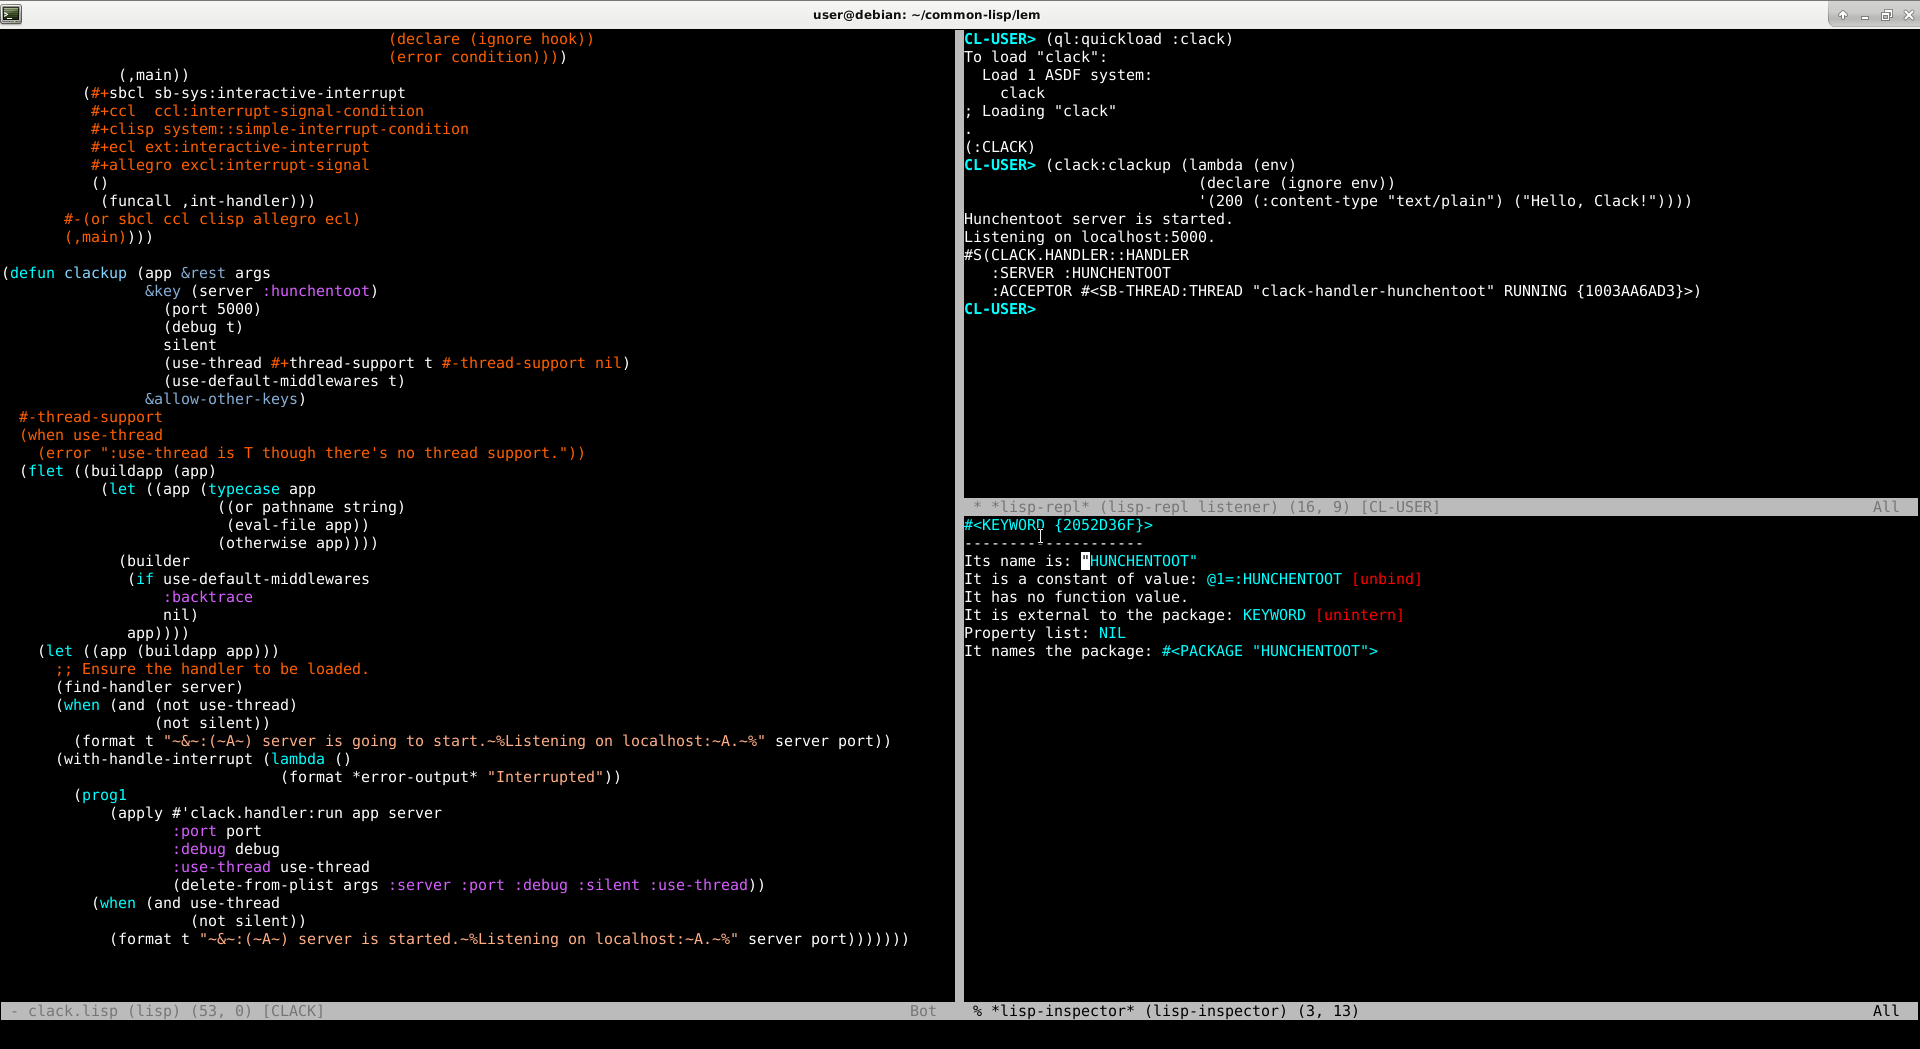 user@debian: ~/common-lisp/lem
(declare (ignore hook))
(error condition))))
(,main))
(#+sbcl sb-sys:interactive-interrupt
#+ccl  ccl:interrupt-signal-condition
#+clisp system::simple-interrupt-condition
#+ecl ext:interactive-interrupt
#+allegro excl:interrupt-signal
()
(funcall ,int-handler)))
#-(or sbcl ccl clisp allegro ecl)
(,main))))
(defun clackup (app &rest args
&key (server :hunchentoot)
(port 5000)
(debug t)
silent
(use-thread #+thread-support t #-thread-support nil)
(use-default-middlewares t)
&allow-other-keys)
#-thread-support
(when use-thread
(error ":use-thread is T though there's no thread support."))
(flet ((buildapp (app)
(let ((app (typecase app
((or pathname string)
(eval-file app))
(otherwise app))))
(builder
(if use-default-middlewares
:backtrace
nil)
app))))
(let ((app (buildapp app)))
;; Ensure the handler to be loaded.
(find-handler server)
(when (and (not use-thread)
(not silent))
(format t "~&~:(~A~) server is going to start.~%Listening on localhost:~A.~%" server port))
(with-handle-interrupt (lambda ()
(format *error-output* "Interrupted"))
(prog1
(apply #'clack.handler:run app server
:port port
:debug debug
:use-thread use-thread
(delete-from-plist args :server :port :debug :silent :use-thread))
(when (and use-thread
(not silent))
(format t "~&~:(~A~) server is started.~%Listening on localhost:~A.~%" server port)))))))
- clack.lisp (lisp) (53, 0) [CLACK] Bot
CL-USER> (ql:quickload :clack)
To load "clack":
Load 1 ASDF system:
clack
; Loading "clack"
.
(:CLACK)
CL-USER> (clack:clackup (lambda (env)
(declare (ignore env))
'(200 (:content-type "text/plain") ("Hello, Clack!"))))
Hunchentoot server is started.
Listening on localhost:5000.
#S(CLACK.HANDLER::HANDLER
:SERVER :HUNCHENTOOT
:ACCEPTOR #<SB-THREAD:THREAD "clack-handler-hunchentoot" RUNNING {1003AA6AD3}>)
CL-USER>
* *lisp-repl* (lisp-repl listener) (16, 9) [CL-USER] All
#<KEYWORD {2052D36F}>
--------------------
Its name is: "HUNCHENTOOT"
It is a constant of value: @1=:HUNCHENTOOT [unbind]
It has no function value.
It is external to the package: KEYWORD [unintern]
Property list: NIL
It names the package: #<PACKAGE "HUNCHENTOOT">
% *lisp-inspector* (lisp-inspector) (3, 13) All